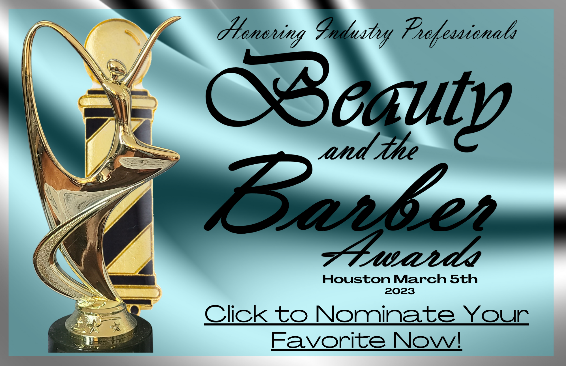 Honoring Industry Professionals
Beauty
and the
Barber
Awards
Houston March 5th
2023
Click to Nominate Your
Favorite Now!